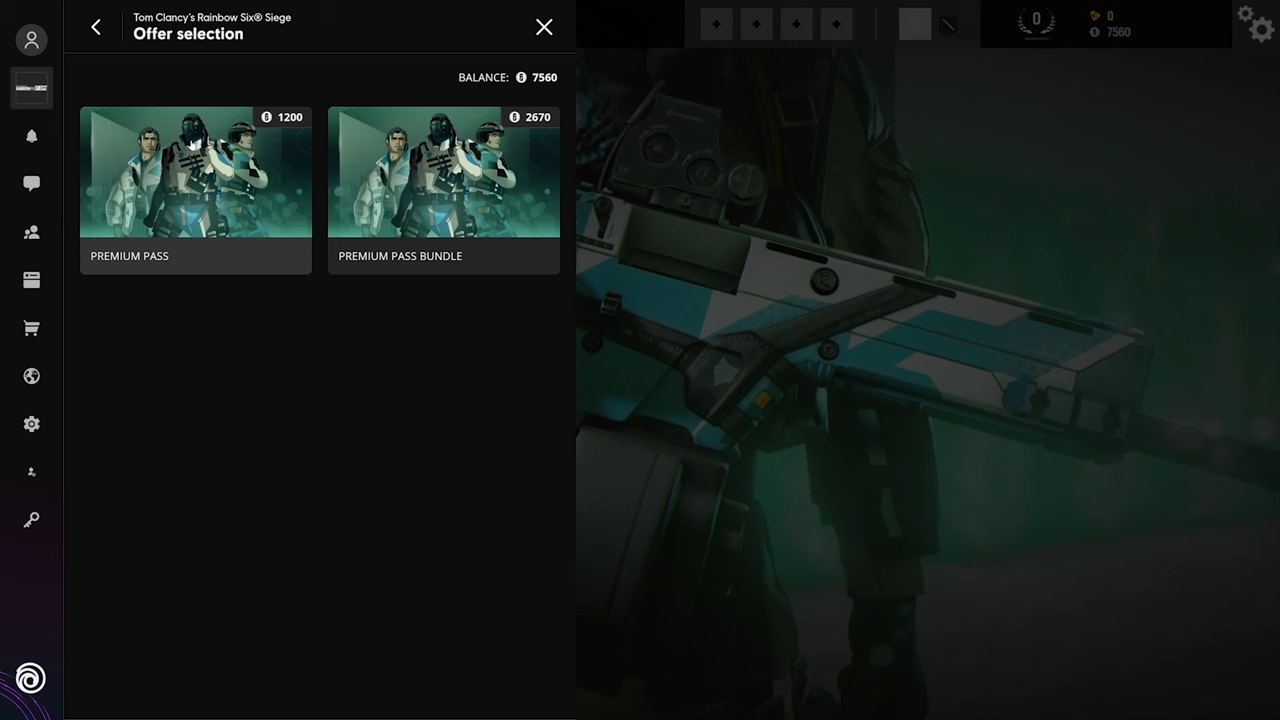 Tom Clancy's Rainbow Six® Siege
Offer selection
BALANCE: 7560
1200
2670
PREMIUM PASS
PREMIUM PASS BUNDLE
0
0
7560